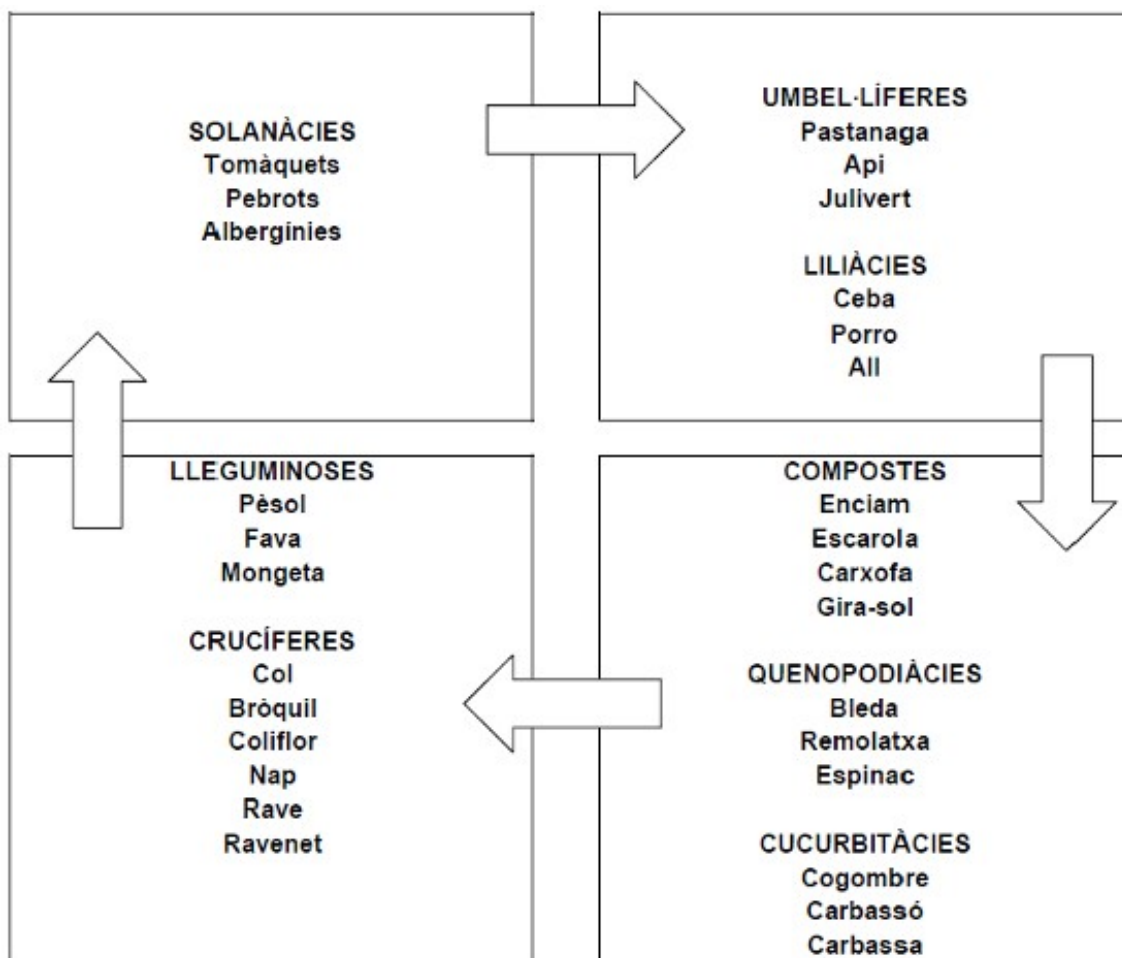 SOLANÀCIES
Tomàquets
Pebrots
Albergínies
UMBEL·LÍFERES
Pastanaga
Api
Julivert
LILIÀCIES
Ceba
Porro
All
LLEGUMINOSES
Pèsol
Fava
Mongeta
CRUCÍFERES
Col
Bròquil
Coliflor
Nap
Rave
Ravenet
COMPOSTES
Enciam
Escarola
Carxofa
Gira-sol
QUENOPODIÀCIES
Bleda
Remolatxa
Espinac
CUCURBITÀCIES
Cogombre
Carbassó
Carbassa